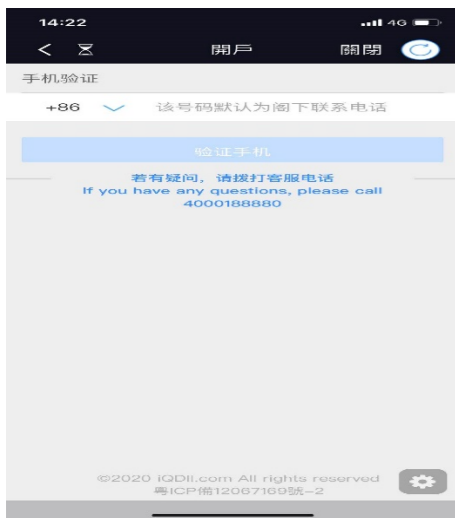 14:22
4G
開戶
關閉
手机验证
+86
该号码默认为阁下联系电话
验证手机
若有疑问，请拨打客服电话
If you have any questions, please call
4000188880
©2020 iQDII.com All rights reserved
粤ICP備12067169號-2